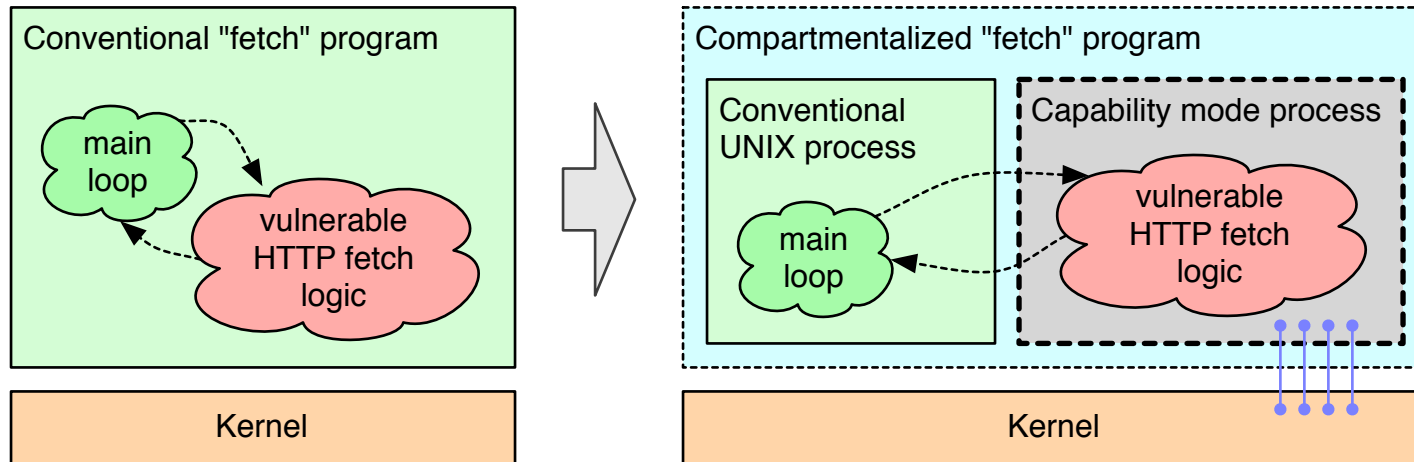 Conventional "fetch" program
main
loop
vulnerable
HTTP fetch
logic
Kernel
Compartmentalized "fetch" program
Conventional
UNIX process
main
loop
Capability mode process
vulnerable
HTTP fetch
logic
Kernel